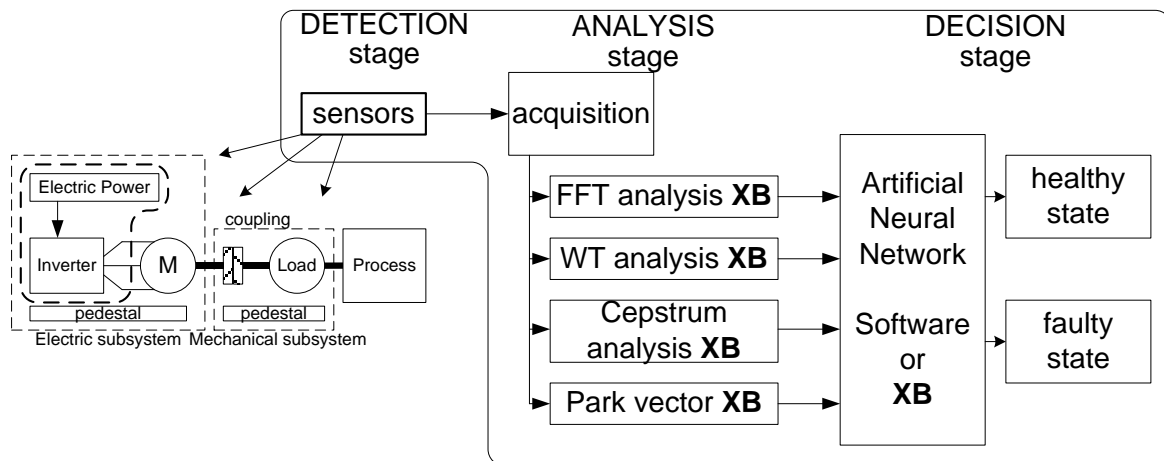 DETECTION
stage
ANALYSIS
stage
DECISION
stage
sensors
acquisition
Electric Power
coupling
Inverter
M
Load
Process
pedestal
pedestal
Electric subsystem
Mechanical subsystem
FFT analysis XB
WT analysis XB
Cepstrum
analysis XB
Park vector XB
Artificial
Neural
Network
Software
or
XB
healthy
state
faulty
state